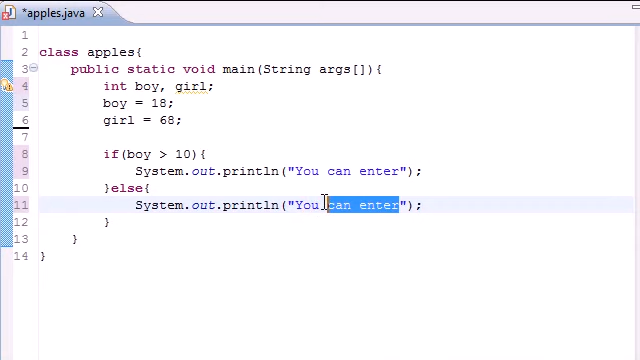 *apples.java
1
2 class apples{
3 public static void main(String args[]){
4 int boy, girl;
5 boy = 18;
6 girl = 68;
7
8 if(boy > 10){
9 System.out.println("You can enter");
10 }else{
11 System.out.println("You can enter");
12 }
13 }
14 }